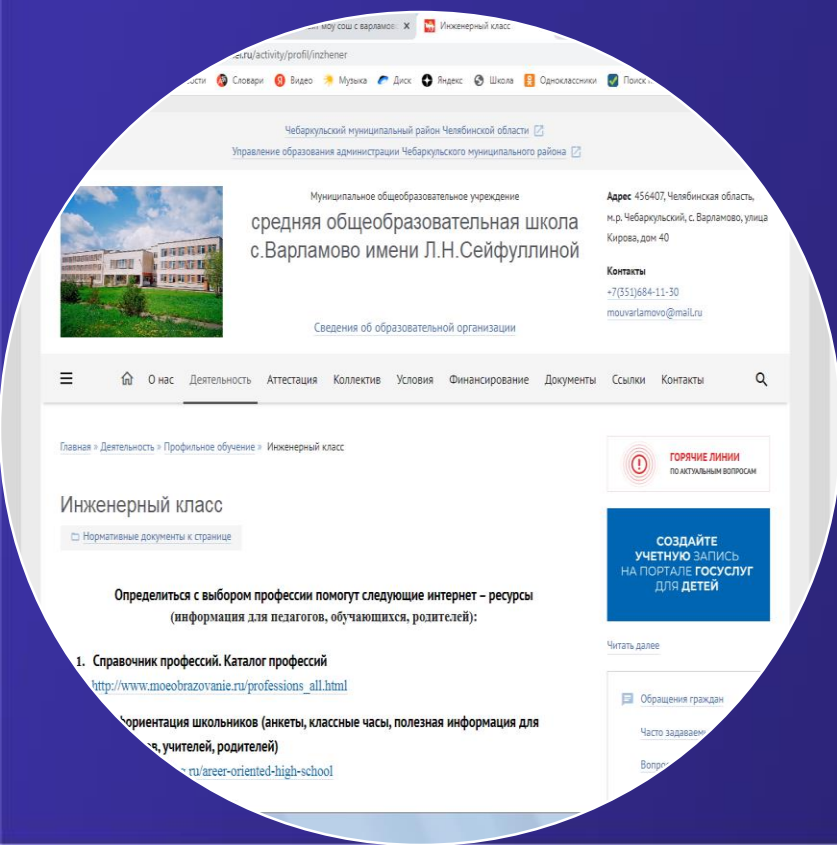 моу сош с варламов
Инженерный класс
.ru/activity/profil/inzhener
Словари Видео Музыка Диск Яндекс Школа Одноклассники Поиск
Чебаркульский муниципальный район Челябинской области
Управление образования администрации Чебаркульского муниципального района
Муниципальное общеобразовательное учреждение
средняя общеобразовательная школа
с.Варламово имени Л.Н.Сейфуллиной
Сведения об образовательной организации
Адрес 456407, Челябинская область,
м.р. Чебаркульский, с. Варламово, улица
Кирова, дом 40
Контакты
+7(351)684-11-30
mouvarlamovo@mail.ru
О нас Деятельность Аттестация Коллектив Условия Финансирование Документы Ссылки Контакты
Главная » Деятельность » Профильное обучение » Инженерный класс
Инженерный класс
Нормативные документы к странице
Определиться с выбором профессии помогут следующие интернет – ресурсы
(информация для педагогов, обучающихся, родителей):
1. Справочник профессий. Каталог профессий
http://www.moeobrazovanie.ru/professions_all.html
школьников (анкеты, классные часы, полезная информация для
учителей, родителей)
ru/areer-oriented-high-school
ГОРЯЧИЕ ЛИНИИ
ПО АКТУАЛЬНЫМ ВОПРОСАМ
СОЗДАЙТЕ
УЧЕТНУЮ ЗАПИСЬ
НА ПОРТАЛЕ ГОСУСЛУГ
ДЛЯ ДЕТЕЙ
Читать далее
Обращения граждан
Часто